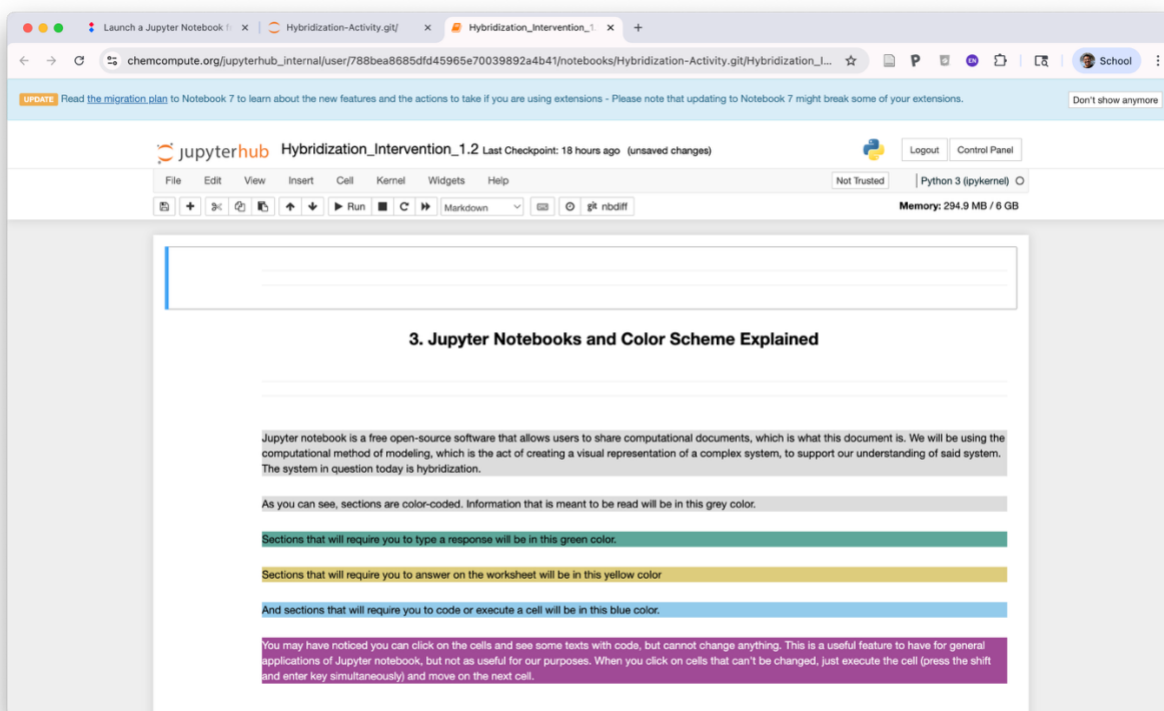 Launch a Jupyter Notebook f
Hybridization-Activity.git/
Hybridization_Intervention_1.
chemcompute.org/jupyterhub_internal/user/788bea8685dfd45965e70039892a4b41/notebooks/Hybridization-Activity.git/Hybridization_I...
School
UPDATE Read the migration plan to Notebook 7 to learn about the new features and the actions to take if you are using extensions - Please note that updating to Notebook 7 might break some of your extensions.
Don't show anymore
jupyterhub Hybridization_Intervention_1.2 Last Checkpoint: 18 hours ago (unsaved changes)
Logout Control Panel
File Edit View Insert Cell Kernel Widgets Help
Not Trusted Python 3 (ipykernel)
Run Markdown git nbdiff
Memory: 294.9 MB / 6 GB
3. Jupyter Notebooks and Color Scheme Explained
Jupyter notebook is a free open-source software that allows users to share computational documents, which is what this document is. We will be using the
computational method of modeling, which is the act of creating a visual representation of a complex system, to support our understanding of said system.
The system in question today is hybridization.
As you can see, sections are color-coded. Information that is meant to be read will be in this grey color.
Sections that will require you to type a response will be in this green color.
Sections that will require you to answer on the worksheet will be in this yellow color
And sections that will require you to code or execute a cell will be in this blue color.
You may have noticed you can click on the cells and see some texts with code, but cannot change anything. This is a useful feature to have for general
applications of Jupyter notebook, but not as useful for our purposes. When you click on cells that can't be changed, just execute the cell (press the shift
and enter key simultaneously) and move on the next cell.